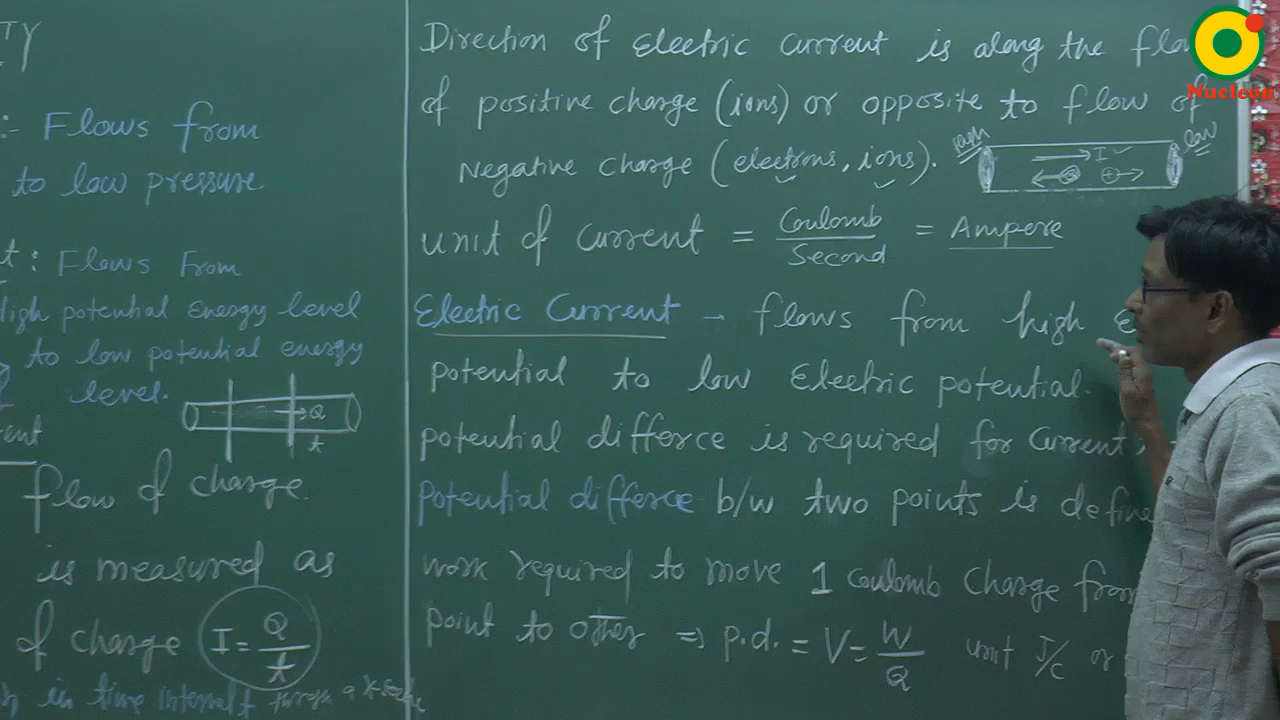 TY
:- Flows from
to low pressure
t : Flows From
High potential Energy level
to low potential energy
level.
Q
t
rent
flow of charge.
is measured as
of charge I = Q/t
in time interval t through a x-sec
Direction of Electric Current is along the flo
of positive charge (ions) or opposite to flow of
Negative charge (electrons, ions).
high
low
I
unit of current = Coulomb/Second = Ampere
Electric Current - flows from high E
potential to low Electric potential.
potential differce is required for current
potential differce b/w two points is define
work required to move 1 Coulomb charge from
point to other ⇒ p.d. = V = W/Q unit J/C or
Nucleon